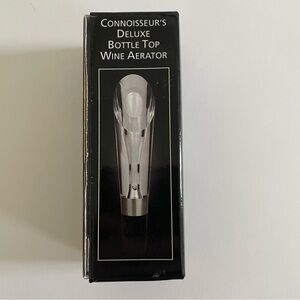 CONNOISSEUR'S
DELUXE
BOTTLE TOP
WINE AERATOR